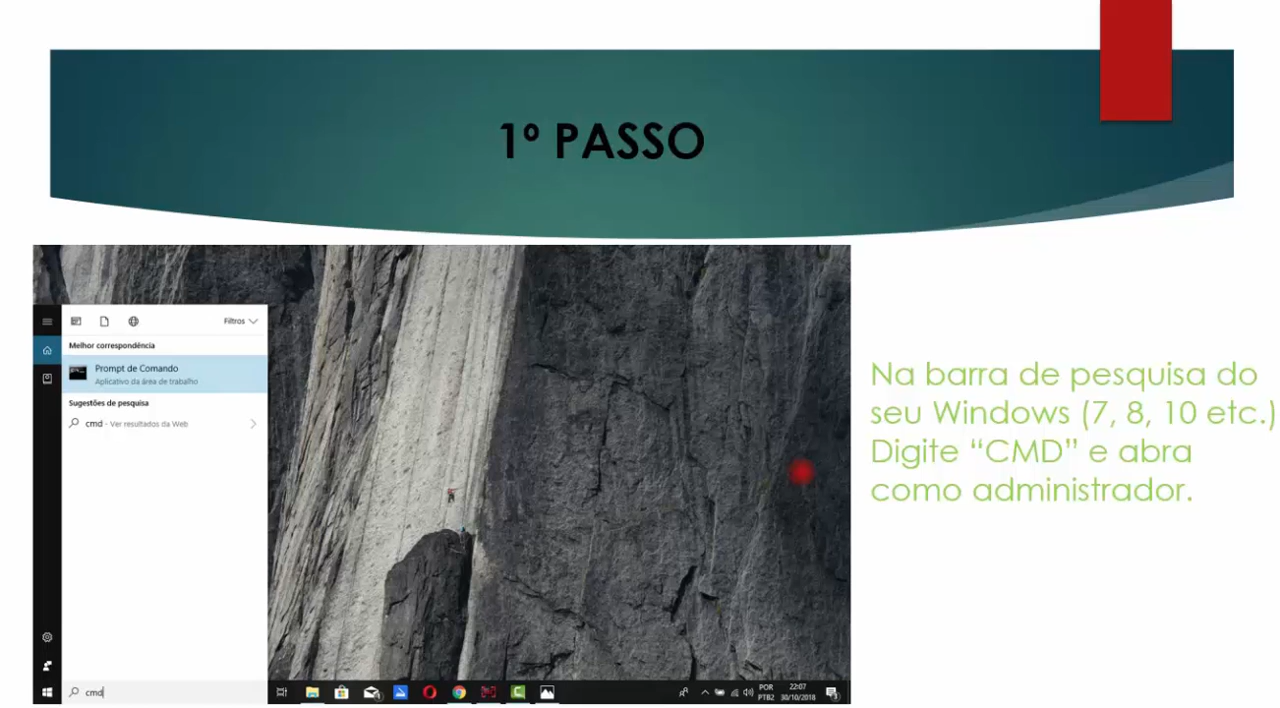 1º PASSO
Filtros
Melhor correspondência
Prompt de Comando
Aplicativo da área de trabalho
Sugestões de pesquisa
cmd - Ver resultados da Web
Na barra de pesquisa do
seu Windows (7, 8, 10 etc.)
Digite “CMD” e abra
como administrador.
cmd
POR
PTB2
22:07
30/10/2018